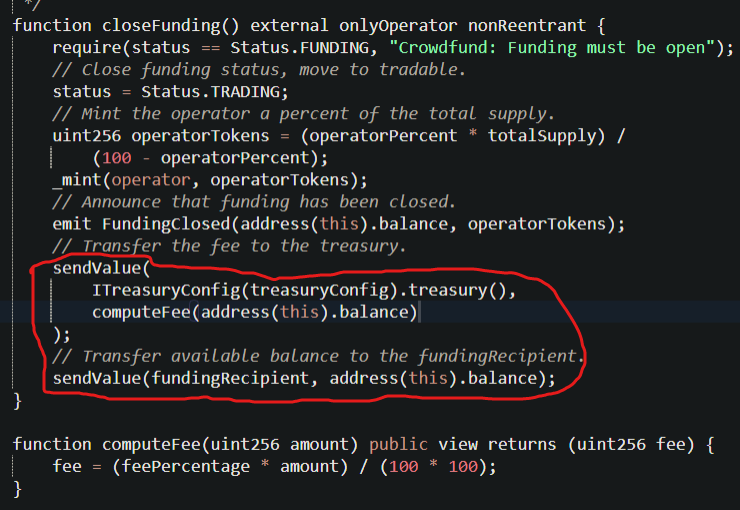 */
function closeFunding() external onlyOperator nonReentrant {
    require(status == Status.FUNDING, "Crowdfund: Funding must be open");
    // Close funding status, move to tradable.
    status = Status.TRADING;
    // Mint the operator a percent of the total supply.
    uint256 operatorTokens = (operatorPercent * totalSupply) /
        (100 - operatorPercent);
    _mint(operator, operatorTokens);
    // Announce that funding has been closed.
    emit FundingClosed(address(this).balance, operatorTokens);
    // Transfer the fee to the treasury.
    sendValue(
        ITreasuryConfig(treasuryConfig).treasury(),
        computeFee(address(this).balance)
    );
    // Transfer available balance to the fundingRecipient.
    sendValue(fundingRecipient, address(this).balance);
}
function computeFee(uint256 amount) public view returns (uint256 fee) {
    fee = (feePercentage * amount) / (100 * 100);
}